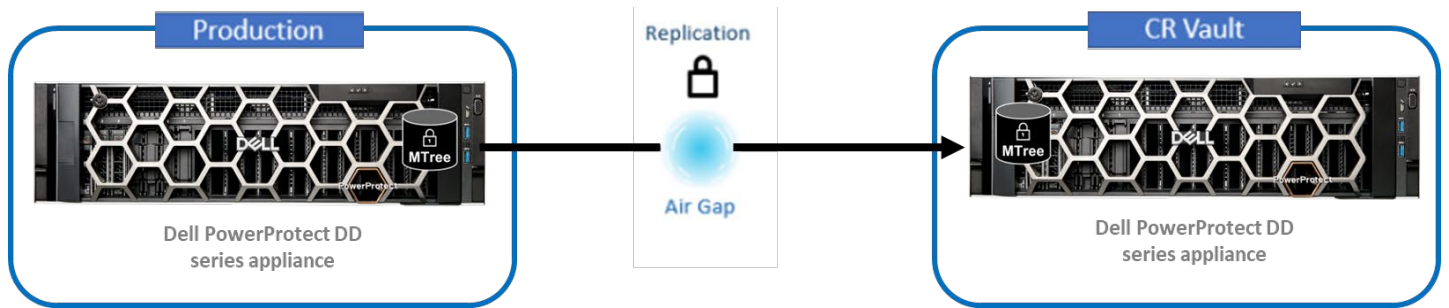 Production
Replication
CR Vault
DELL
MTree
PowerProtect
DELL
MTree
PowerProtect
Air Gap
Dell PowerProtect DD
series appliance
Dell PowerProtect DD
series appliance